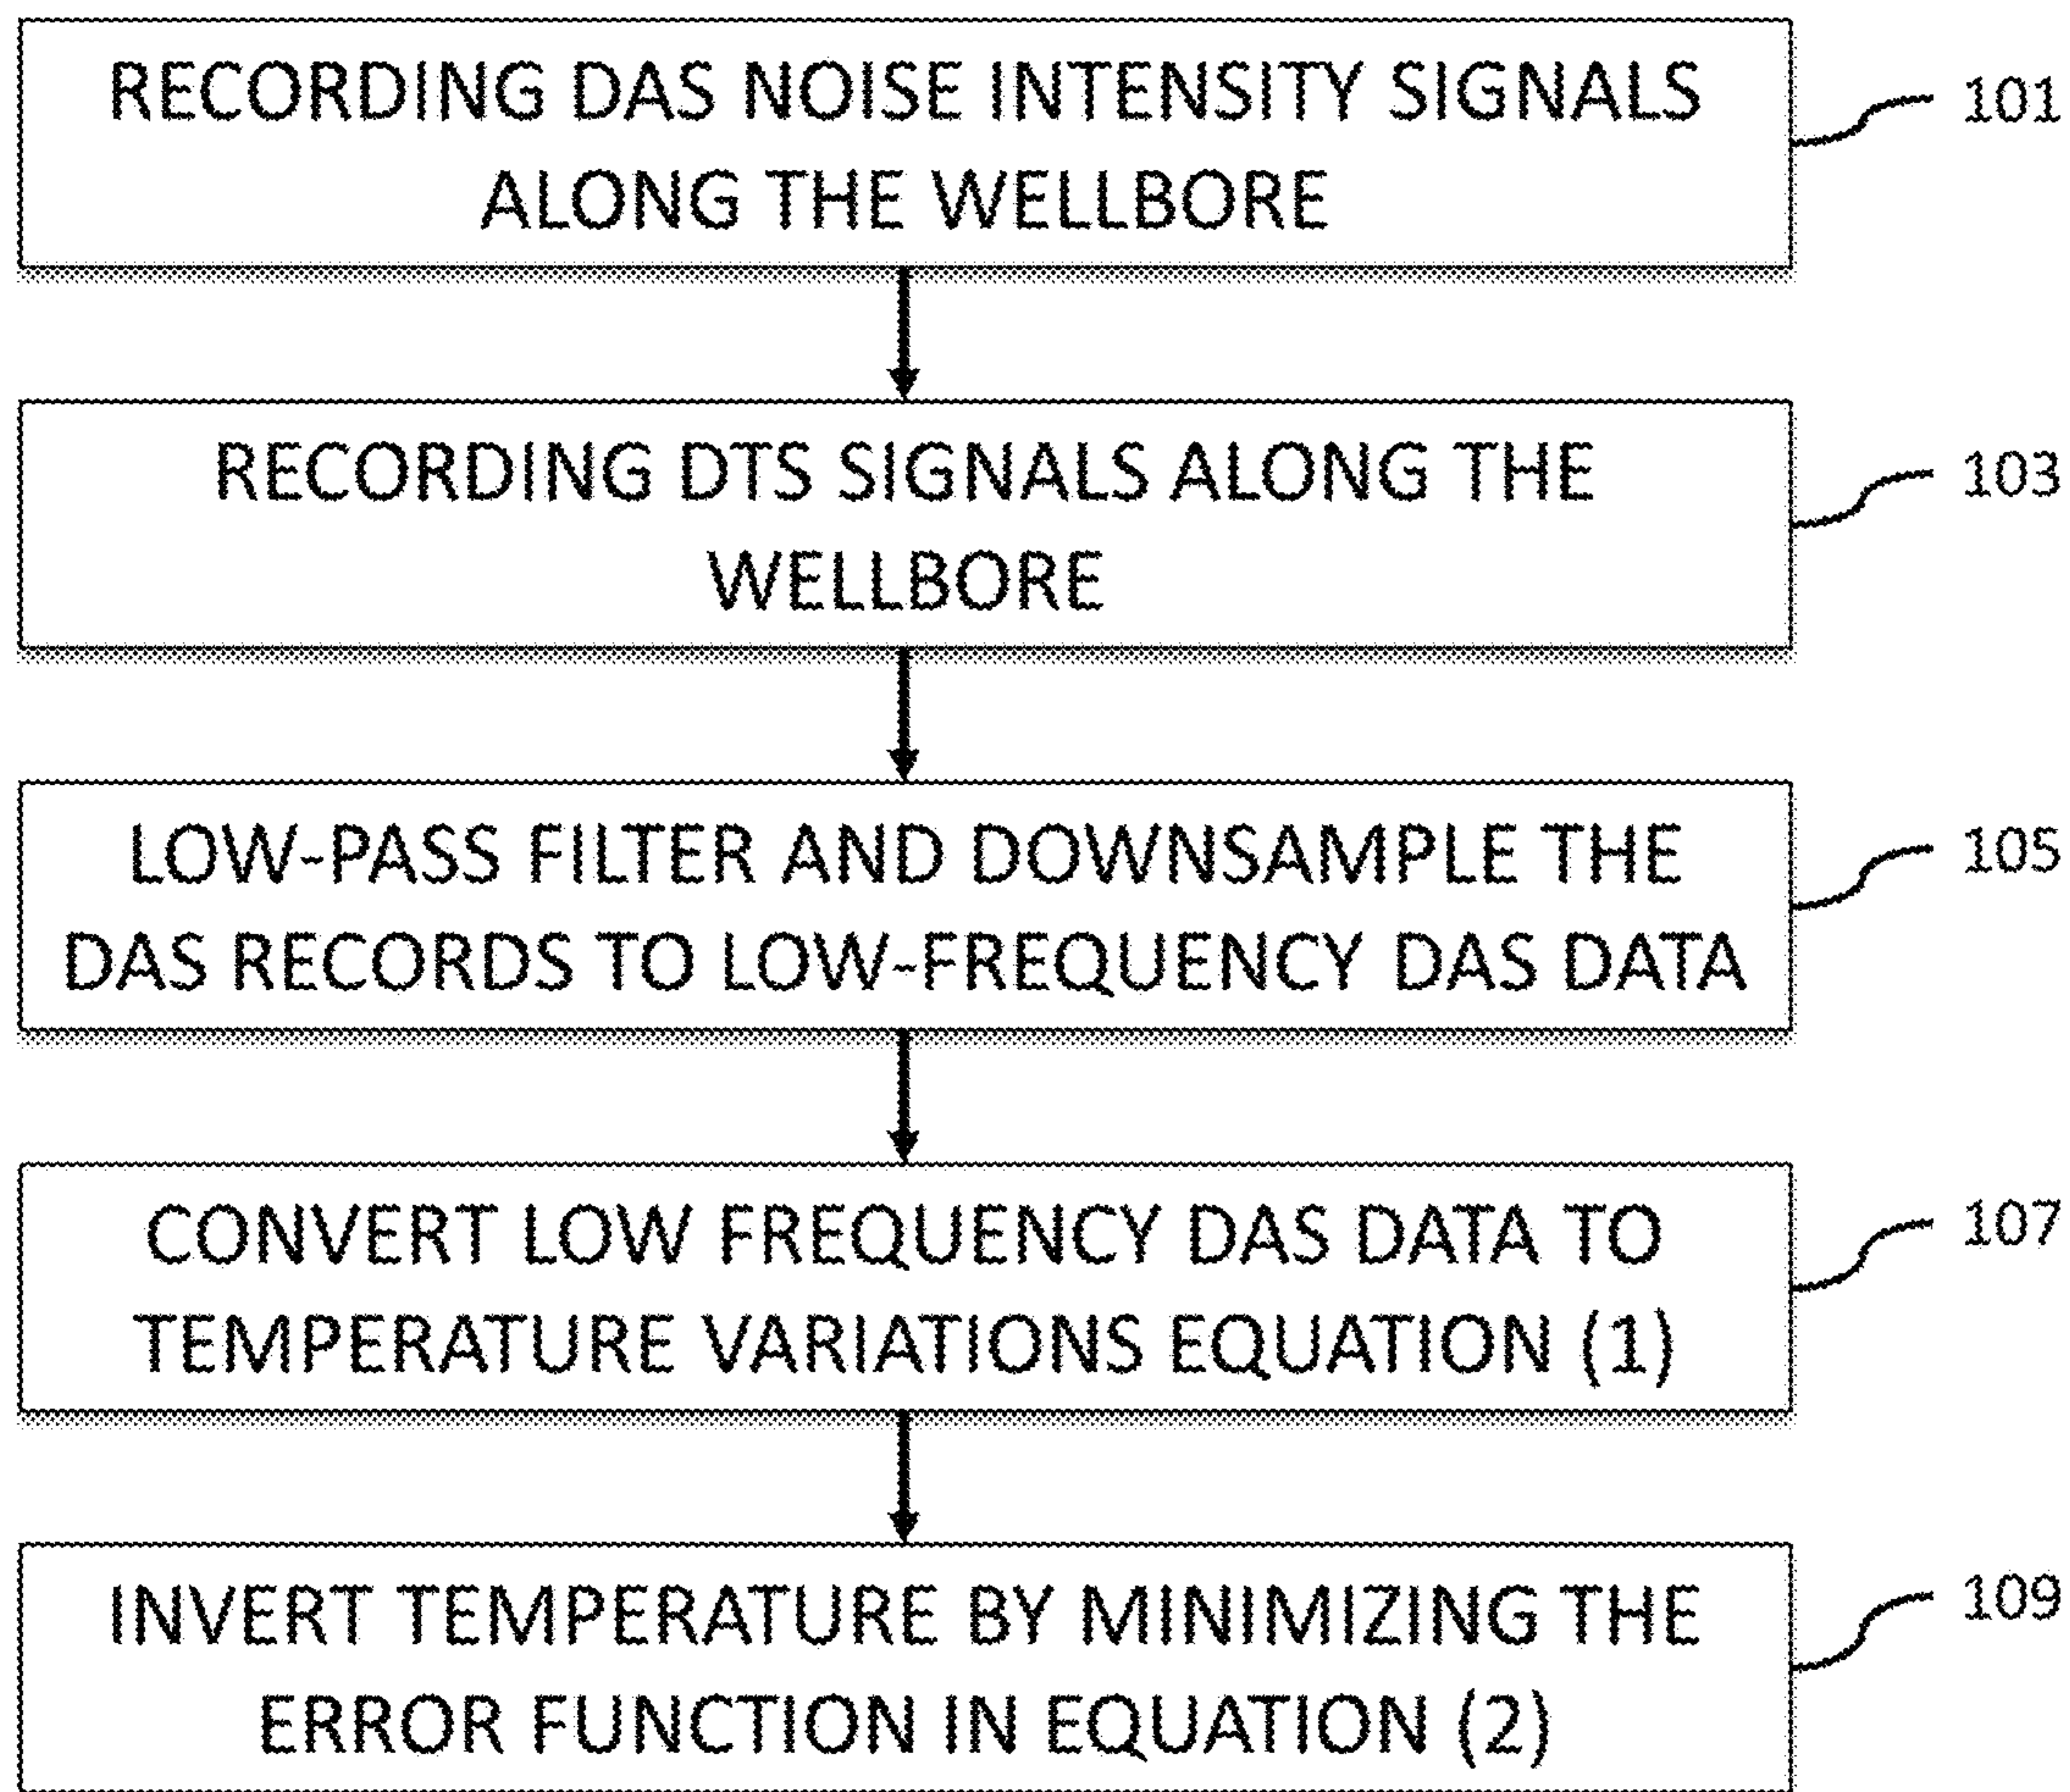 RECORDING DAS NOISE INTENSITY SIGNALS
ALONG THE WELLBORE
101
RECORDING DTS SIGNALS ALONG THE
WELLBORE
103
LOW-PASS FILTER AND DOWNSAMPLE THE
DAS RECORDS TO LOW-FREQUENCY DAS DATA
105
CONVERT LOW FREQUENCY DAS DATA TO
TEMPERATURE VARIATIONS EQUATION (1)
107
INVERT TEMPERATURE BY MINIMIZING THE
ERROR FUNCTION IN EQUATION (2)
109